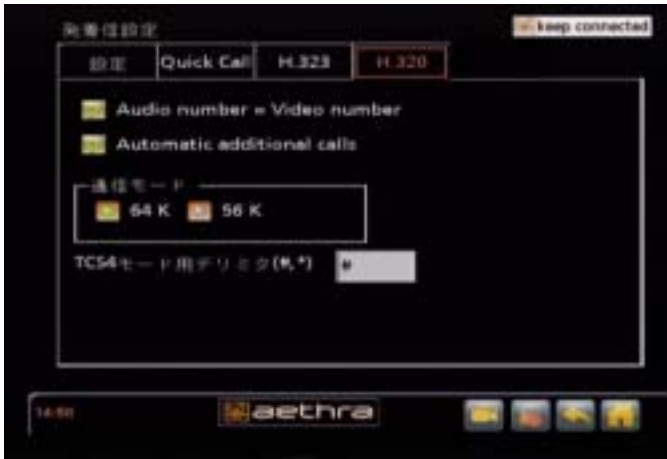 発着信設定
keep connected
設定 Quick Call H.323 H.320
Audio number = Video number
Automatic additional calls
通信モード
64 K 56 K
TCS4モード用デリミタ(#,*) #
14:50
aethra